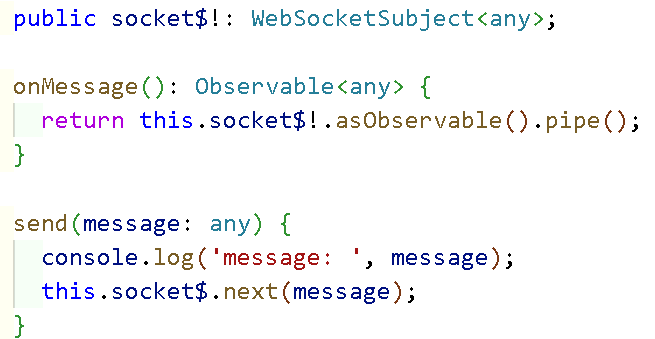 public socket$!: WebSocketSubject<any>;
onMessage(): Observable<any> {
return this.socket$!.asObservable().pipe();
}
send(message: any) {
console.log('message: ', message);
this.socket$.next(message);
}